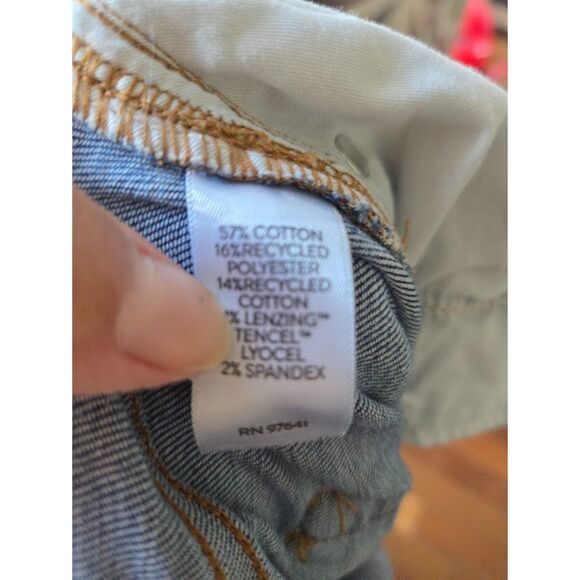 57% COTTON
16%RECYCLED
POLYESTER
14%RECYCLED
COTTON
% LENZING™
TENCEL™
LYOCEL
2% SPANDEX
RN 97641